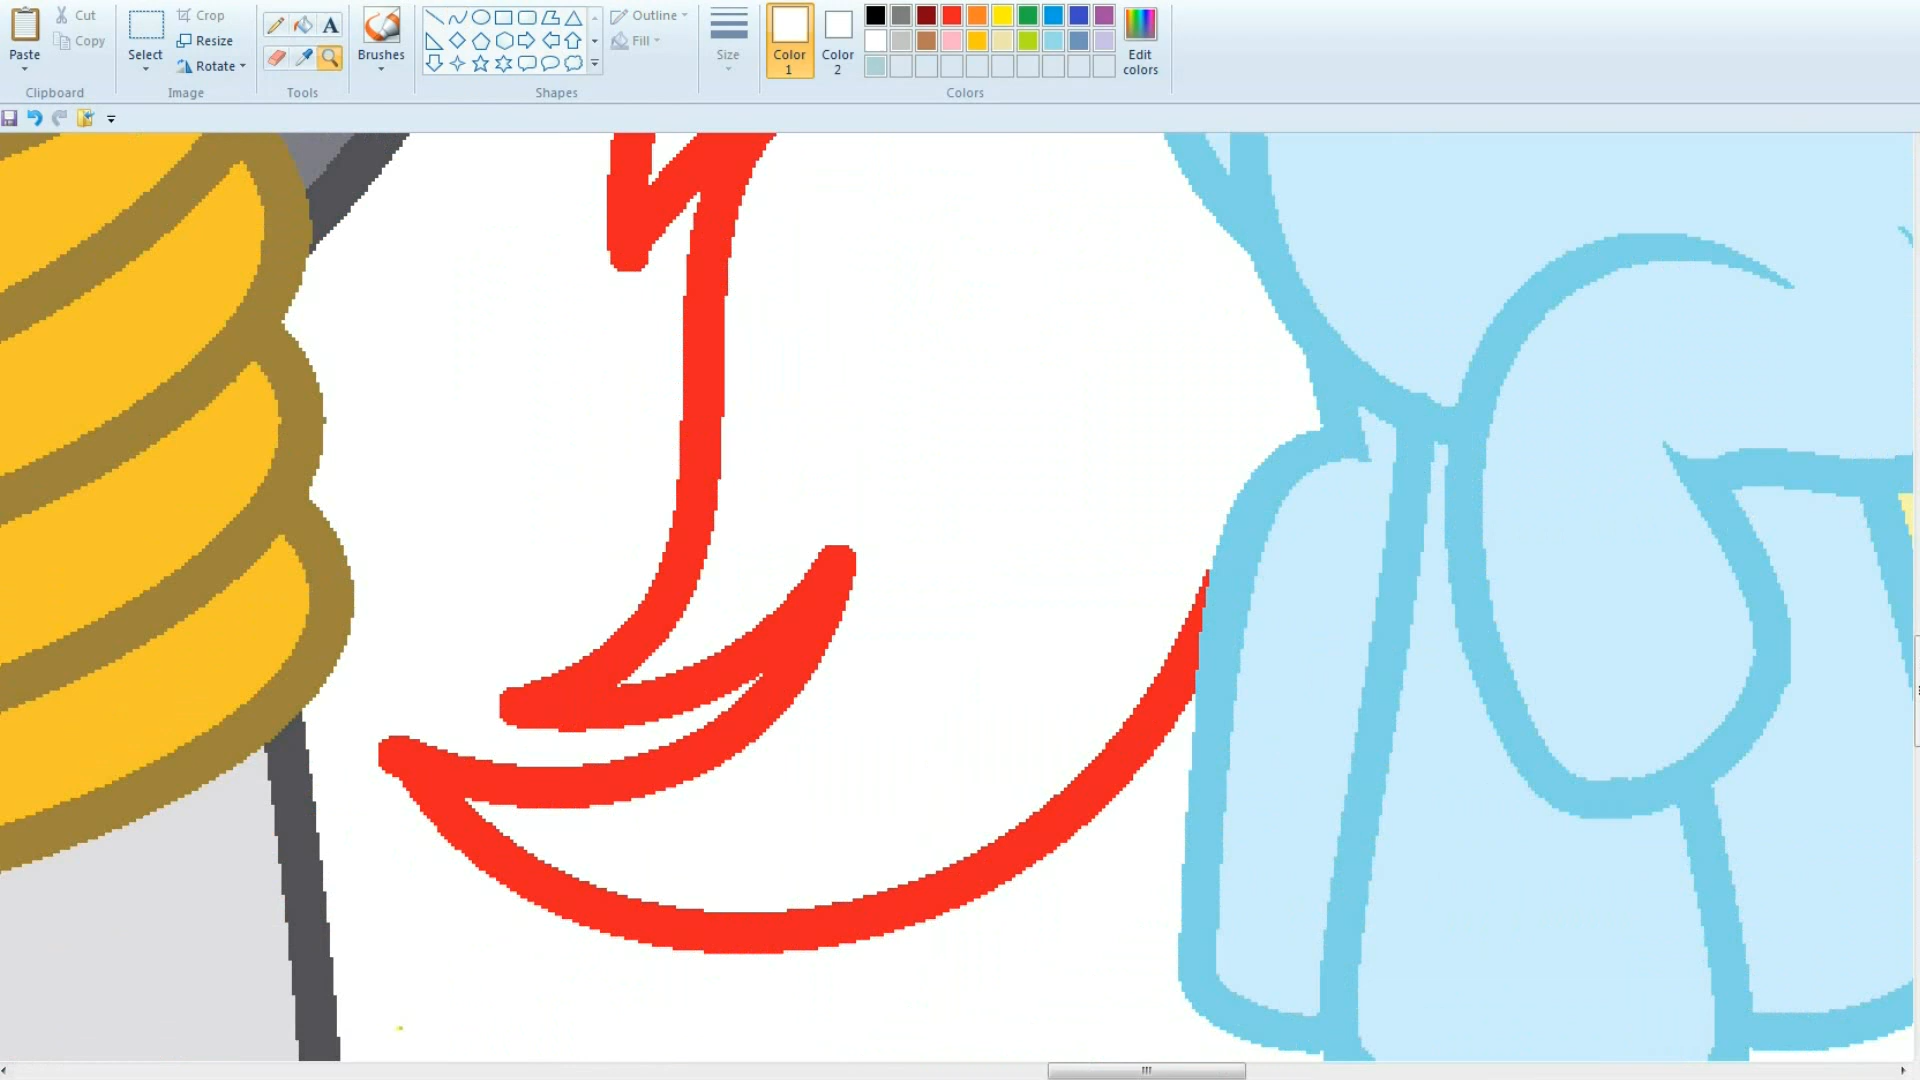 Cut
Crop
Outline
Copy
Resize
Fill
A
Paste
Select
Rotate
Brushes
Size
Color 1
Color 2
Edit colors
Clipboard
Image
Tools
Shapes
Colors